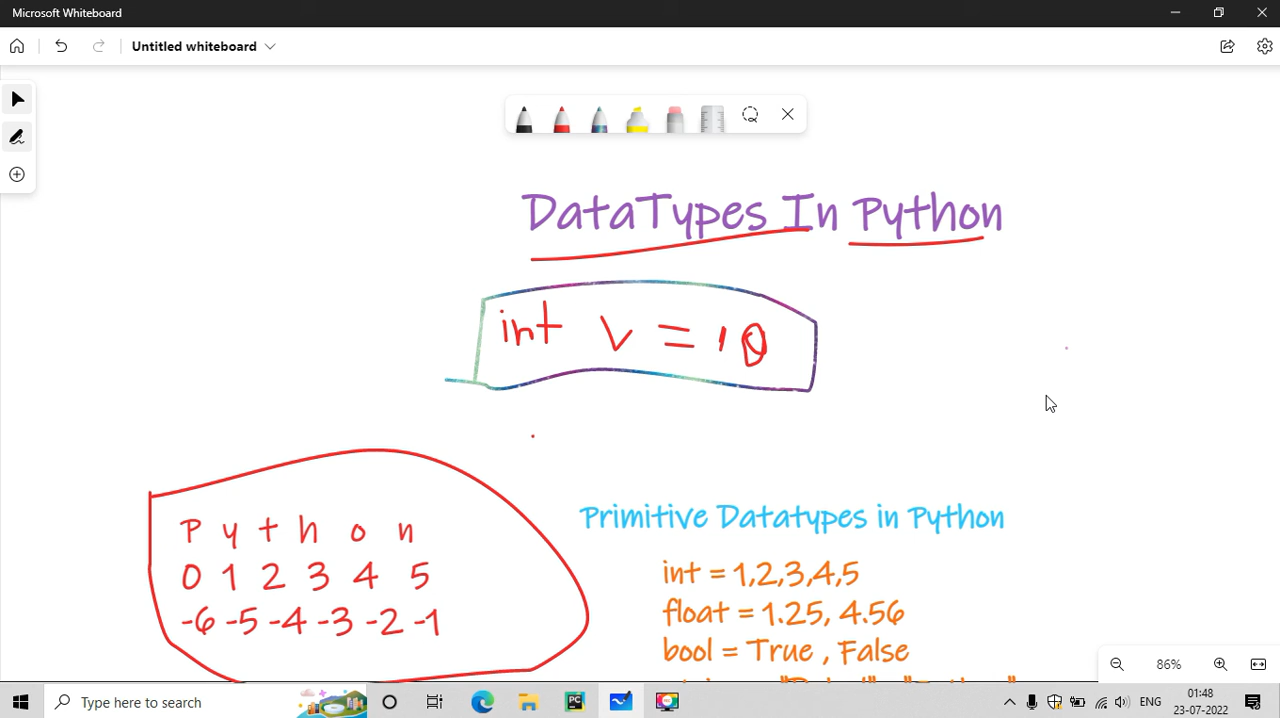 Microsoft Whiteboard
Untitled whiteboard
DataTypes In Python
int v = 10
P y t h o n
0 1 2 3 4 5
-6 -5 -4 -3 -2 -1
Primitive Datatypes in Python
int = 1,2,3,4,5
float = 1.25, 4.56
bool = True , False
86%
Type here to search
ENG
01:48
23-07-2022